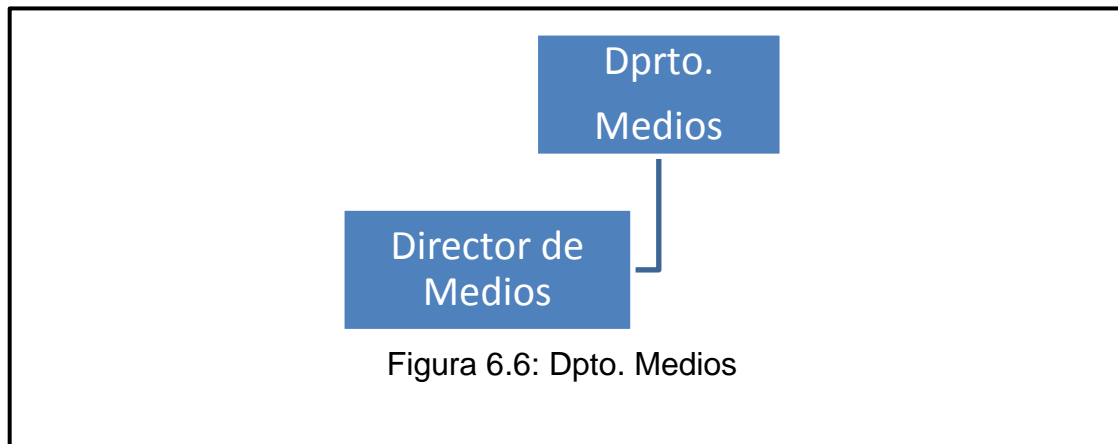 Dprto.
Medios
Director de
Medios
Figura 6.6: Dpto. Medios